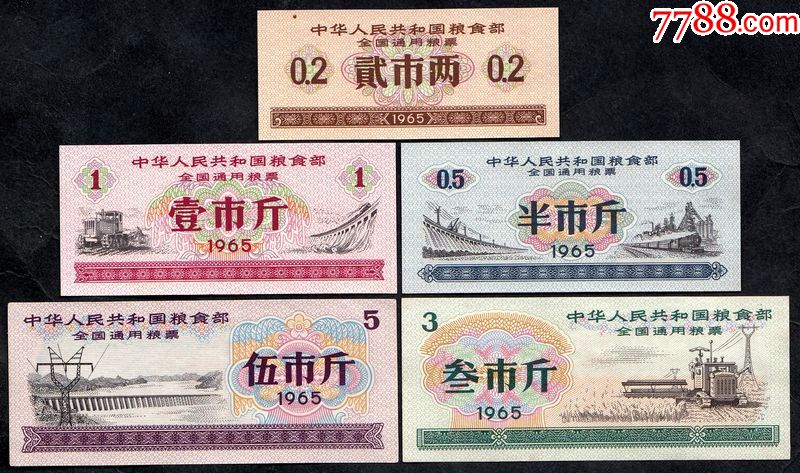 7788.com
中国收藏热线
中华人民共和国粮食部
全国通用粮票
0.2 贰市两 0.2
1965
中华人民共和国粮食部
全国通用粮票
1 1
壹市斤
1965
中华人民共和国粮食部
全国通用粮票
0.5 0.5
半市斤
1965
中华人民共和国粮食部 5
全国通用粮票
伍市斤
1965
3 中华人民共和国粮食部
全国通用粮票
叁市斤
1965